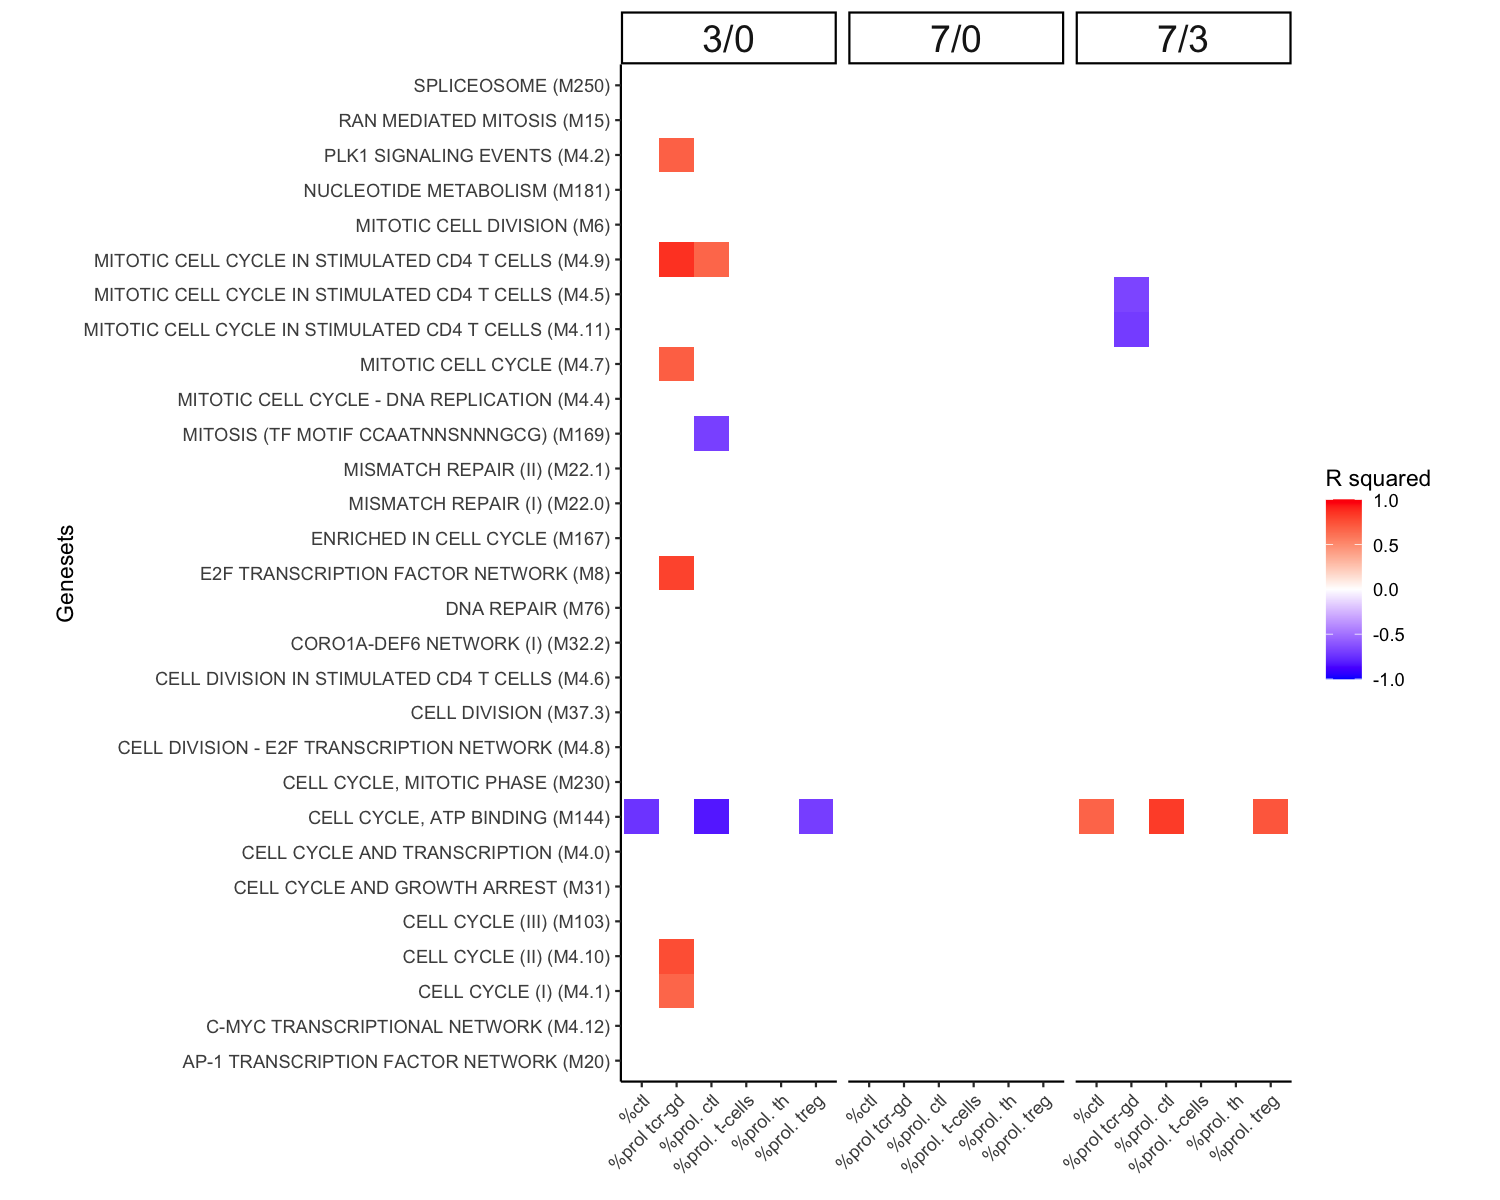 3/0
7/0
7/3
SPLICEOSOME (M250)
RAN MEDIATED MITOSIS (M15)
PLK1 SIGNALING EVENTS (M4.2)
NUCLEOTIDE METABOLISM (M181)
MITOTIC CELL DIVISION (M6)
MITOTIC CELL CYCLE IN STIMULATED CD4 T CELLS (M4.9)
MITOTIC CELL CYCLE IN STIMULATED CD4 T CELLS (M4.5)
MITOTIC CELL CYCLE IN STIMULATED CD4 T CELLS (M4.11)
MITOTIC CELL CYCLE (M4.7)
MITOTIC CELL CYCLE - DNA REPLICATION (M4.4)
MITOSIS (TF MOTIF CCAATNNSNNNGCG) (M169)
MISMATCH REPAIR (II) (M22.1)
MISMATCH REPAIR (I) (M22.0)
ENRICHED IN CELL CYCLE (M167)
E2F TRANSCRIPTION FACTOR NETWORK (M8)
DNA REPAIR (M76)
CORO1A-DEF6 NETWORK (I) (M32.2)
CELL DIVISION IN STIMULATED CD4 T CELLS (M4.6)
CELL DIVISION (M37.3)
CELL DIVISION - E2F TRANSCRIPTION NETWORK (M4.8)
CELL CYCLE, MITOTIC PHASE (M230)
CELL CYCLE, ATP BINDING (M144)
CELL CYCLE AND TRANSCRIPTION (M4.0)
CELL CYCLE AND GROWTH ARREST (M31)
CELL CYCLE (III) (M103)
CELL CYCLE (II) (M4.10)
CELL CYCLE (I) (M4.1)
C-MYC TRANSCRIPTIONAL NETWORK (M4.12)
AP-1 TRANSCRIPTION FACTOR NETWORK (M20)
Genesets
%ctl
%prol tcr-gd
%prol. ctl
%prol. t-cells
%prol. th
%prol. treg
%ctl
%prol tcr-gd
%prol. ctl
%prol. t-cells
%prol. th
%prol. treg
%ctl
%prol tcr-gd
%prol. ctl
%prol. t-cells
%prol. th
%prol. treg
R squared
1.0
0.5
0.0
-0.5
-1.0